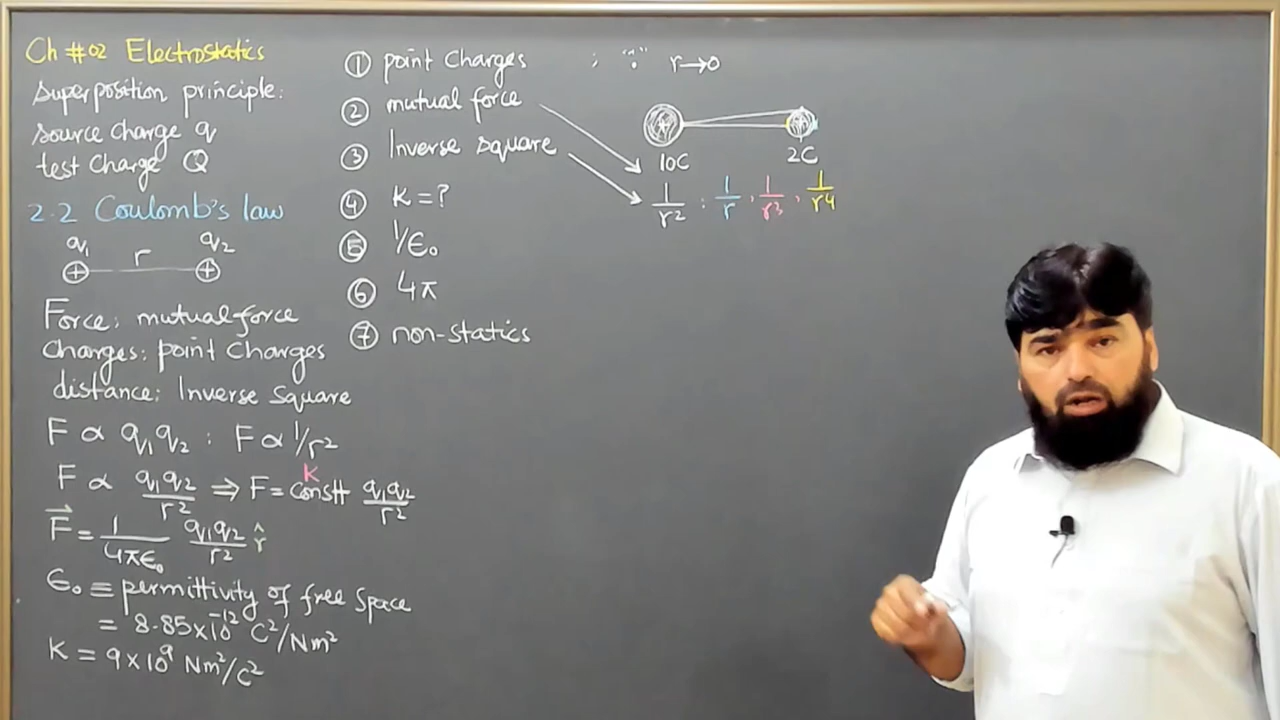 Ch #02 Electrostatics
Superposition principle:
Source charge q
test Charge Q
2.2 Coulomb's law
q₁ r q₂
+ +
Force: mutual force
Charges: point Charges
distance: Inverse Square
F ∝ q₁q₂ : F ∝ 1/r²
F ∝ q₁q₂/r² ⇒ F = constt q₁q₂/r²
K
F⃗ = 1/4πϵ₀ q₁q₂/r² r̂
ϵ₀ ≡ permittivity of free Space
= 8.85×10⁻¹² C²/Nm²
K = 9×10⁹ Nm²/C²
① point Charges ; "∵" r→0
② mutual force
③ Inverse square
④ K = ?
⑤ 1/ϵ₀
⑥ 4π
⑦ non-statics
10C 2C
1/r² : 1/r , 1/r³ , 1/r⁴